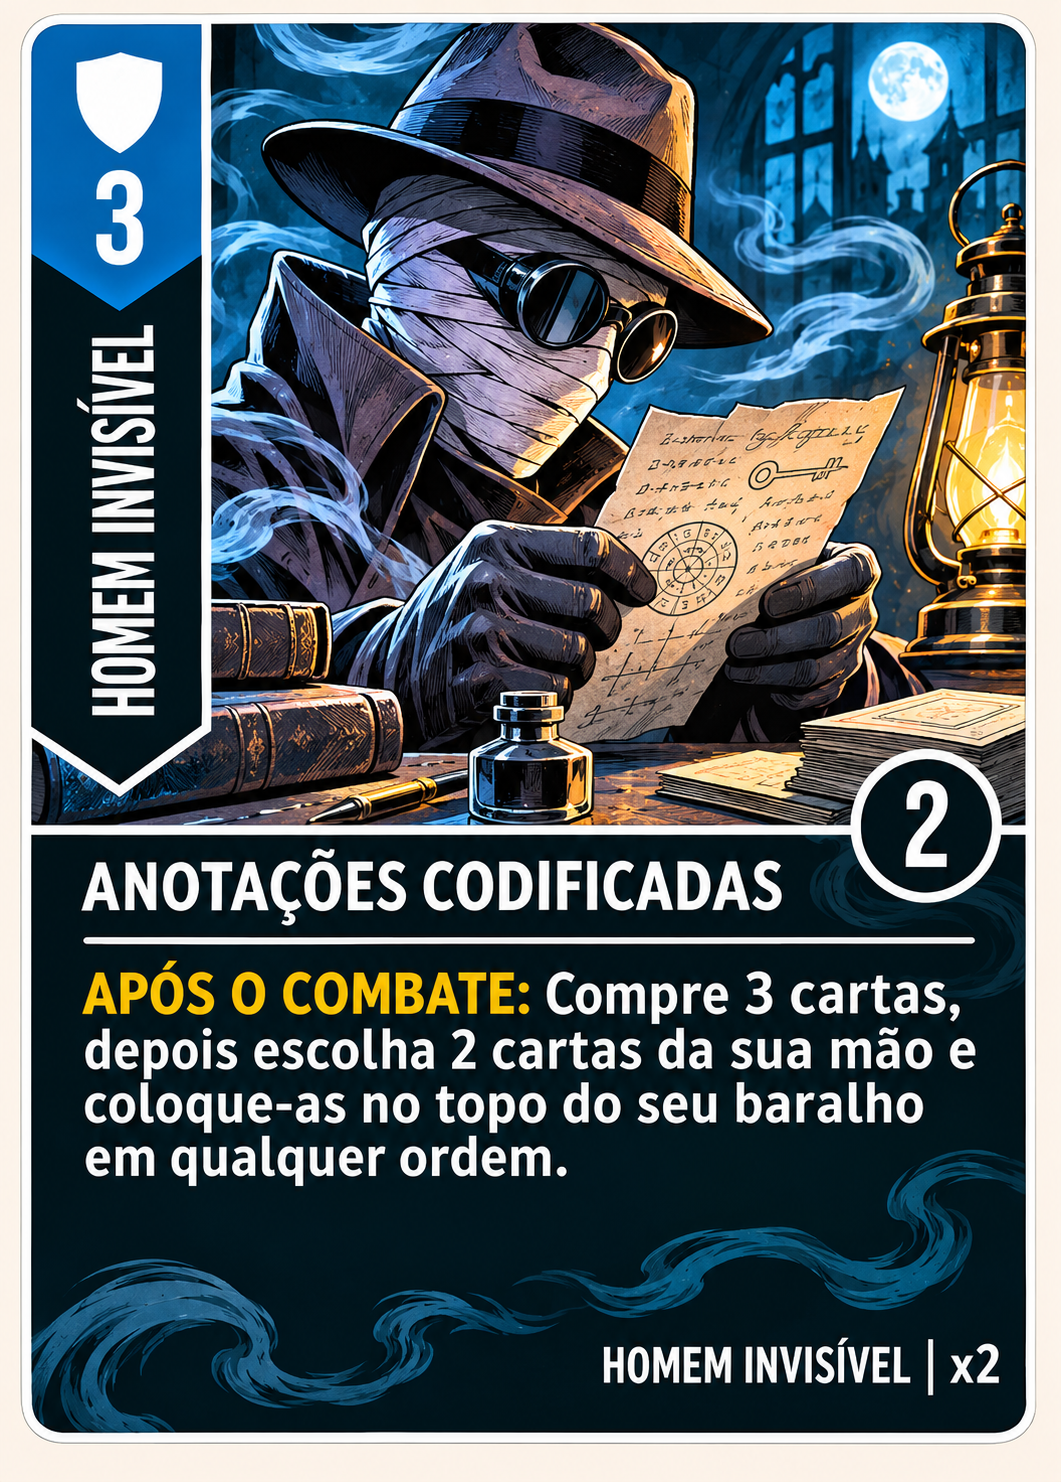 3
HOMEM INVISÍVEL
2
ANOTAÇÕES CODIFICADAS
APÓS O COMBATE: Compre 3 cartas,
depois escolha 2 cartas da sua mão e
coloque-as no topo do seu baralho
em qualquer ordem.
HOMEM INVISÍVEL | x2